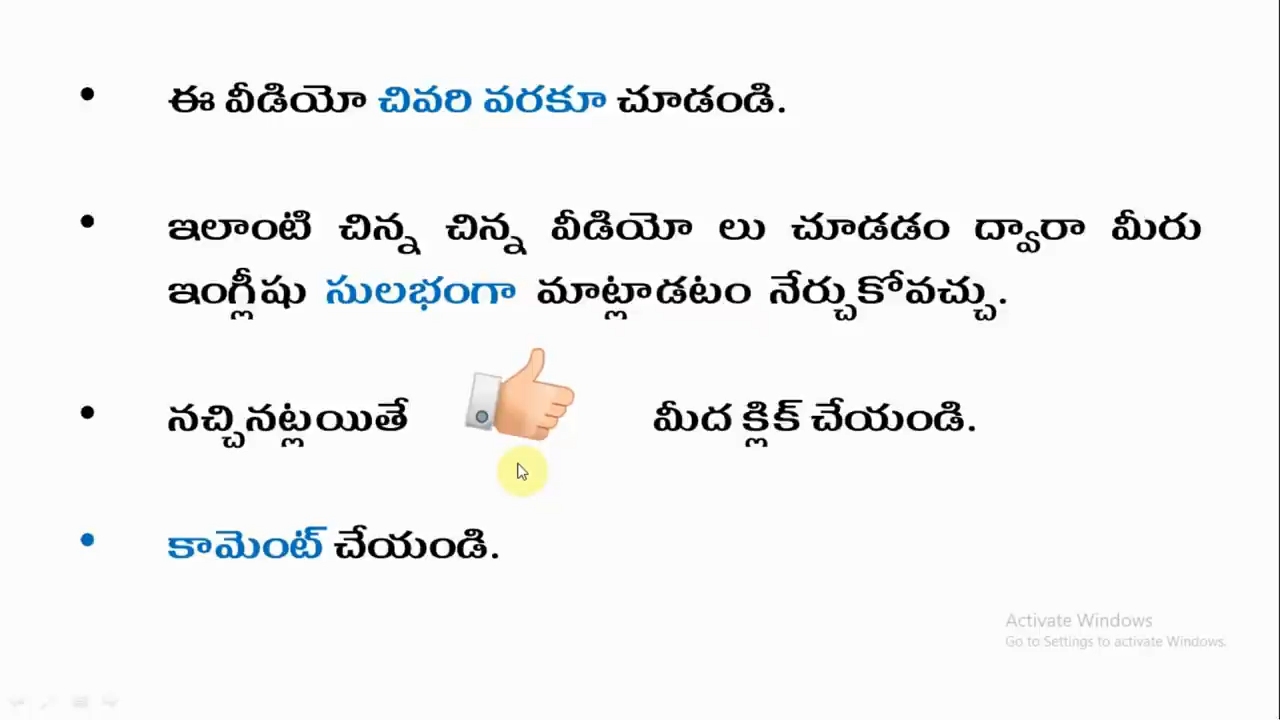 • ఈ వీడియో చివరి వరకూ చూడండి.
• ఇలాంటి చిన్న చిన్న వీడియో లు చూడడం ద్వారా మీరు
ఇంగ్లీషు సులభంగా మాట్లాడటం నేర్చుకోవచ్చు.
• నచ్చినట్లయితే మీద క్లిక్ చేయండి.
• కామెంట్ చేయండి.
Activate Windows
Go to Settings to activate Windows.